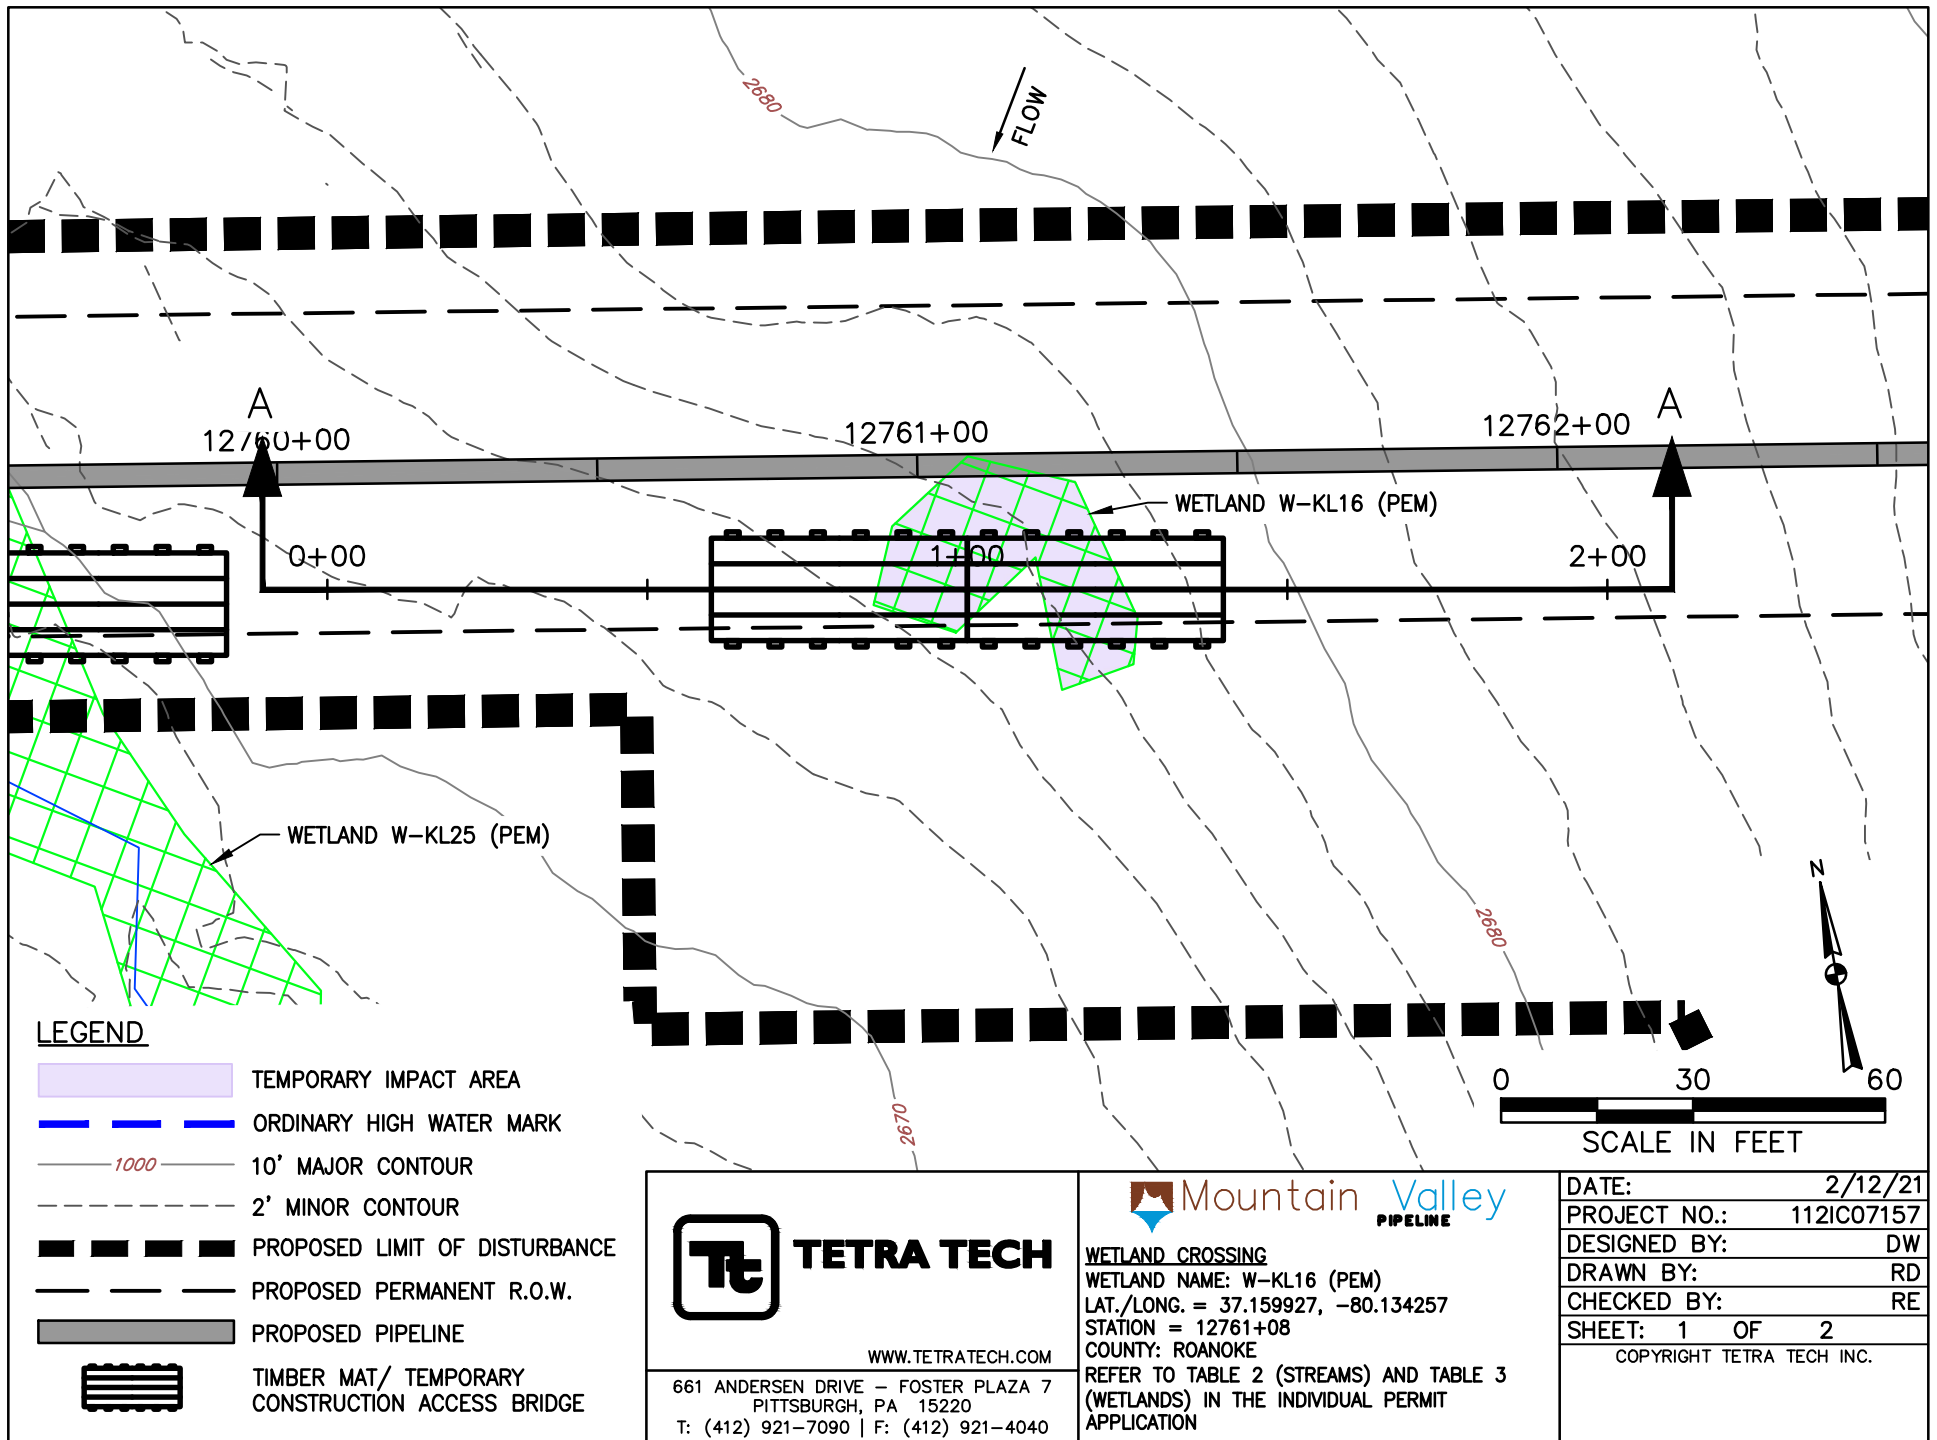 2680
FLOW
A
A
12760+00
12761+00
12762+00
WETLAND W-KL16 (PEM)
0+00
1+00
2+00
WETLAND W-KL25 (PEM)
2680
N
2670
LEGEND
TEMPORARY IMPACT AREA
ORDINARY HIGH WATER MARK
1000
10' MAJOR CONTOUR
2' MINOR CONTOUR
PROPOSED LIMIT OF DISTURBANCE
PROPOSED PERMANENT R.O.W.
PROPOSED PIPELINE
TIMBER MAT/ TEMPORARY
CONSTRUCTION ACCESS BRIDGE
0 30 60
SCALE IN FEET
Tt TETRA TECH
WWW.TETRATECH.COM
661 ANDERSEN DRIVE – FOSTER PLAZA 7
PITTSBURGH, PA 15220
T: (412) 921-7090 | F: (412) 921-4040
Mountain Valley
PIPELINE
WETLAND CROSSING
WETLAND NAME: W-KL16 (PEM)
LAT./LONG. = 37.159927, -80.134257
STATION = 12761+08
COUNTY: ROANOKE
REFER TO TABLE 2 (STREAMS) AND TABLE 3
(WETLANDS) IN THE INDIVIDUAL PERMIT
APPLICATION
DATE: 2/12/21
PROJECT NO.: 112IC07157
DESIGNED BY: DW
DRAWN BY: RD
CHECKED BY: RE
SHEET: 1 OF 2
COPYRIGHT TETRA TECH INC.